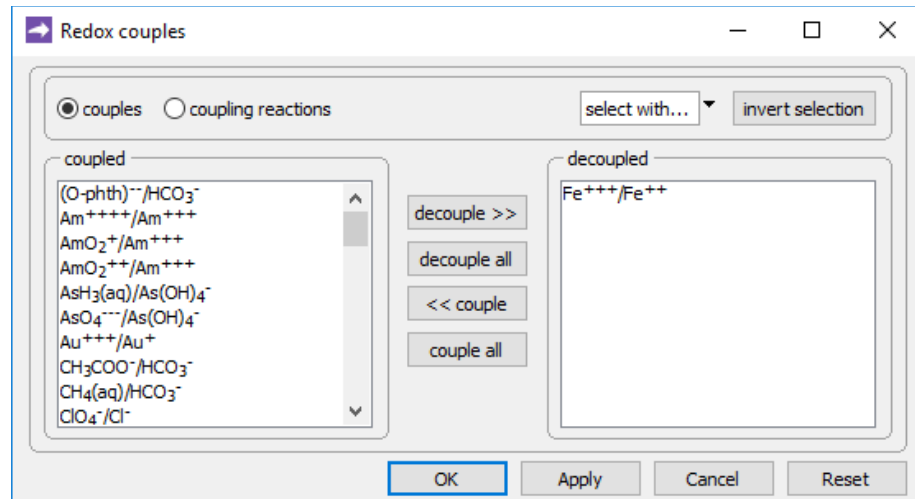 Redox couples
couples coupling reactions select with... invert selection
coupled
(O-phth)⁻⁻/HCO₃⁻
Am⁺⁺⁺⁺/Am⁺⁺⁺
AmO₂⁺/Am⁺⁺⁺
AmO₂⁺⁺/Am⁺⁺⁺
AsH₃(aq)/As(OH)₄⁻
AsO₄⁻⁻⁻/As(OH)₄⁻
Au⁺⁺⁺/Au⁺
CH₃COO⁻/HCO₃⁻
CH₄(aq)/HCO₃⁻
ClO₄⁻/Cl⁻
decouple >>
decouple all
<< couple
couple all
decoupled
Fe⁺⁺⁺/Fe⁺⁺
OK Apply Cancel Reset